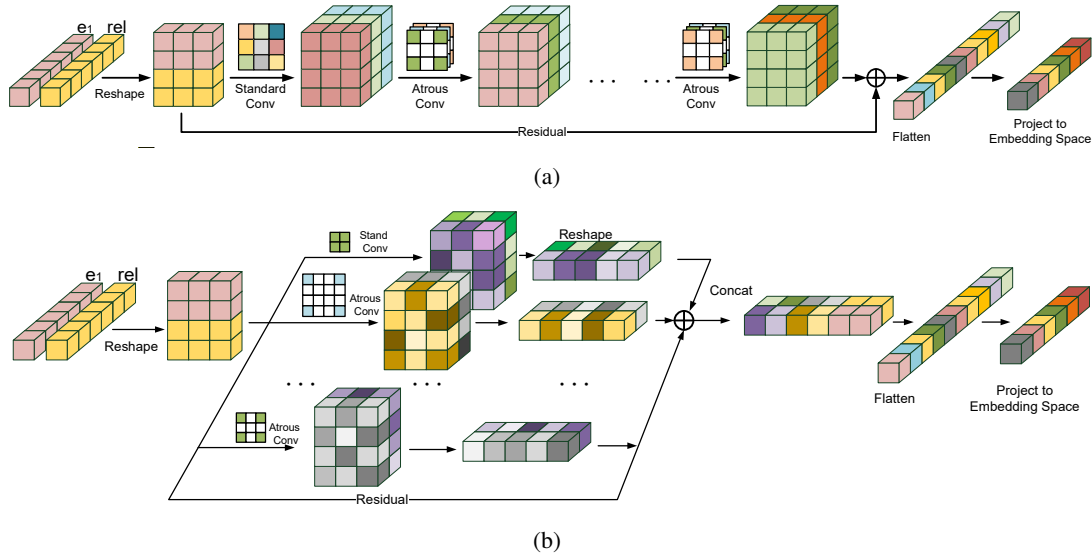 e1 rel
Reshape
Standard
Conv
Atrous
Conv
... ...
Atrous
Conv
Residual
Flatten
Project to
Embedding Space
(a)
e1 rel
Reshape
Stand
Conv
Reshape
Atrous
Conv
Concat
... ... ...
Atrous
Conv
Residual
Flatten
Project to
Embedding Space
(b)